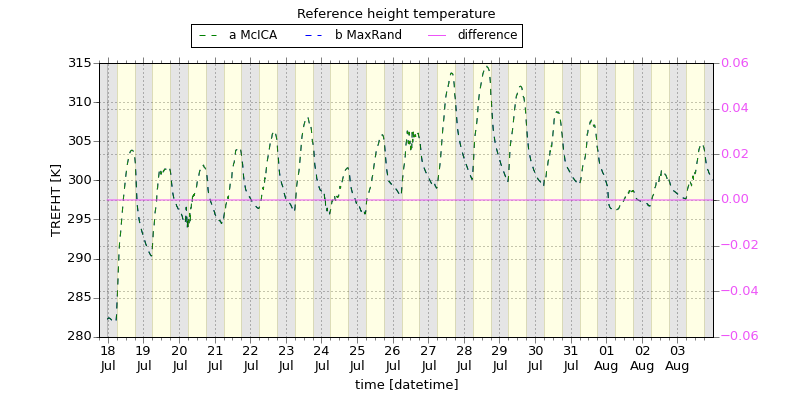 Reference height temperature
a McICA b MaxRand difference
315 0.06
310 0.04
305 0.02
300 0.00
295 −0.02
290 −0.04
285 −0.06
280
TREFHT [K]
18 19 20 21 22 23 24 25 26 27 28 29 30 31 01 02 03
Jul Jul Jul Jul Jul Jul Jul Jul Jul Jul Jul Jul Jul Jul Aug Aug Aug
time [datetime]